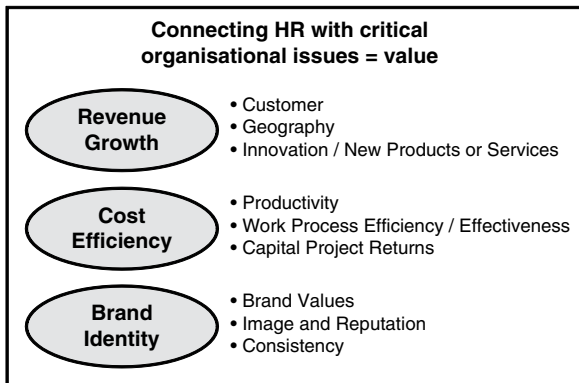 Connecting HR with critical
organisational issues = value
Revenue
Growth
• Customer
• Geography
• Innovation / New Products or Services
Cost
Efficiency
• Productivity
• Work Process Efficiency / Effectiveness
• Capital Project Returns
Brand
Identity
• Brand Values
• Image and Reputation
• Consistency